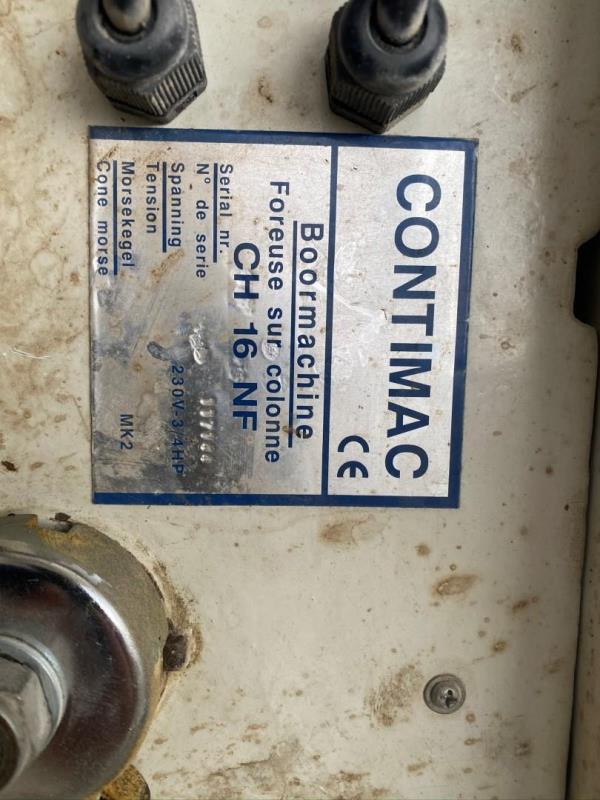 CONTIMAC
CE
Boormachine
Foreuse sur colonne
CH 16 NF
Serial nr.
N° de serie
Spanning 230V-3/4HP
Tension
Morsekegel MK2
Cone morse